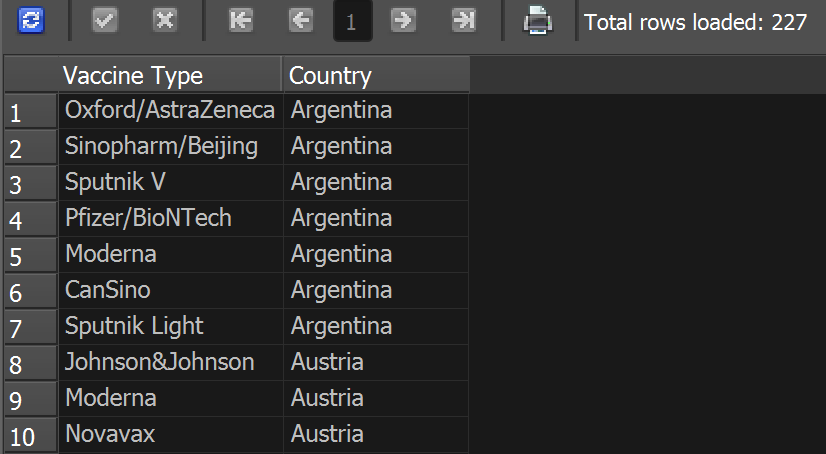 1 Total rows loaded: 227
Vaccine Type Country
1 Oxford/AstraZeneca Argentina
2 Sinopharm/Beijing Argentina
3 Sputnik V Argentina
4 Pfizer/BioNTech Argentina
5 Moderna Argentina
6 CanSino Argentina
7 Sputnik Light Argentina
8 Johnson&Johnson Austria
9 Moderna Austria
10 Novavax Austria